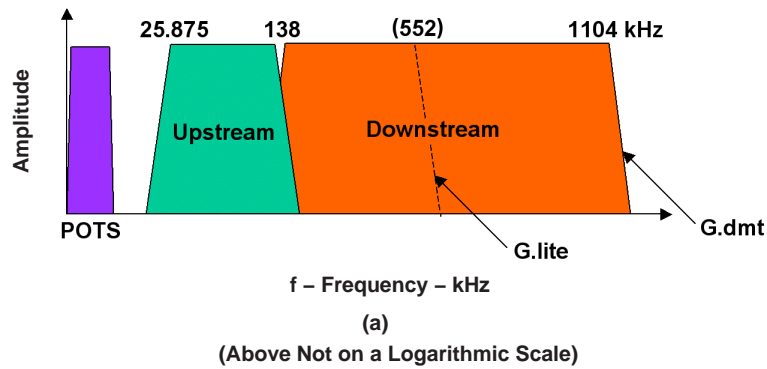 25.875 138 (552) 1104 kHz
Amplitude
Upstream Downstream
POTS
G.dmt
G.lite
f – Frequency – kHz
(a)
(Above Not on a Logarithmic Scale)